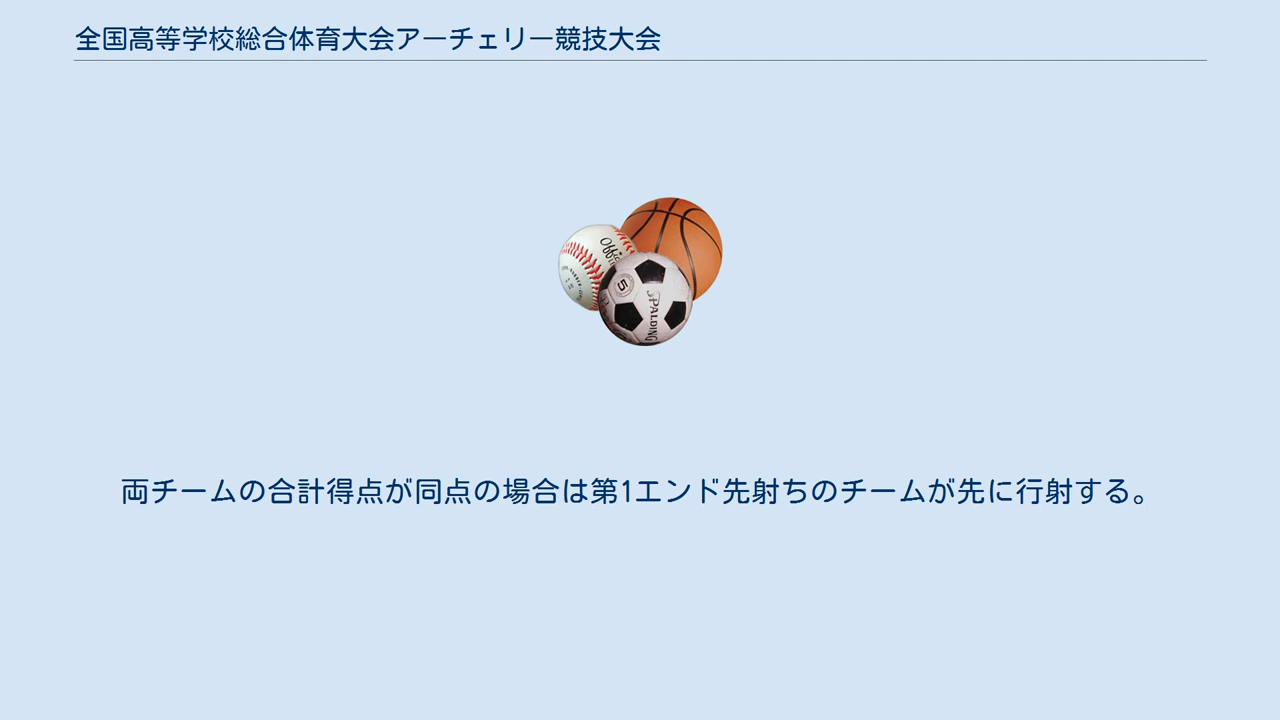 全国高等学校総合体育大会アーチェリー競技大会
Offic
5
SPALDING
両チームの合計得点が同点の場合は第1エンド先射ちのチームが先に行射する。